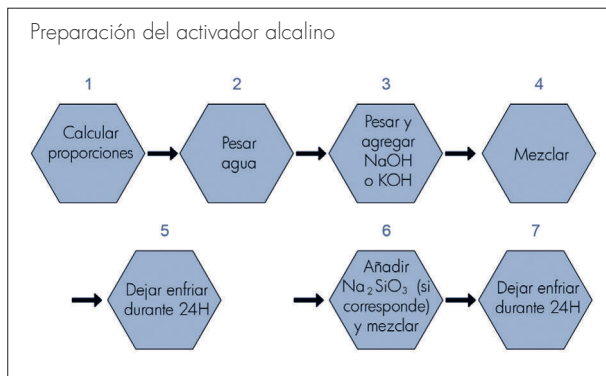 Preparación del activador alcalino
1
Calcular
proporciones
2
Pesar
agua
3
Pesar y
agregar
NaOH
o KOH
4
Mezclar
5
Dejar enfriar
durante 24H
6
Añadir
Na₂SiO₃ (si
corresponde)
y mezclar
7
Dejar enfriar
durante 24H